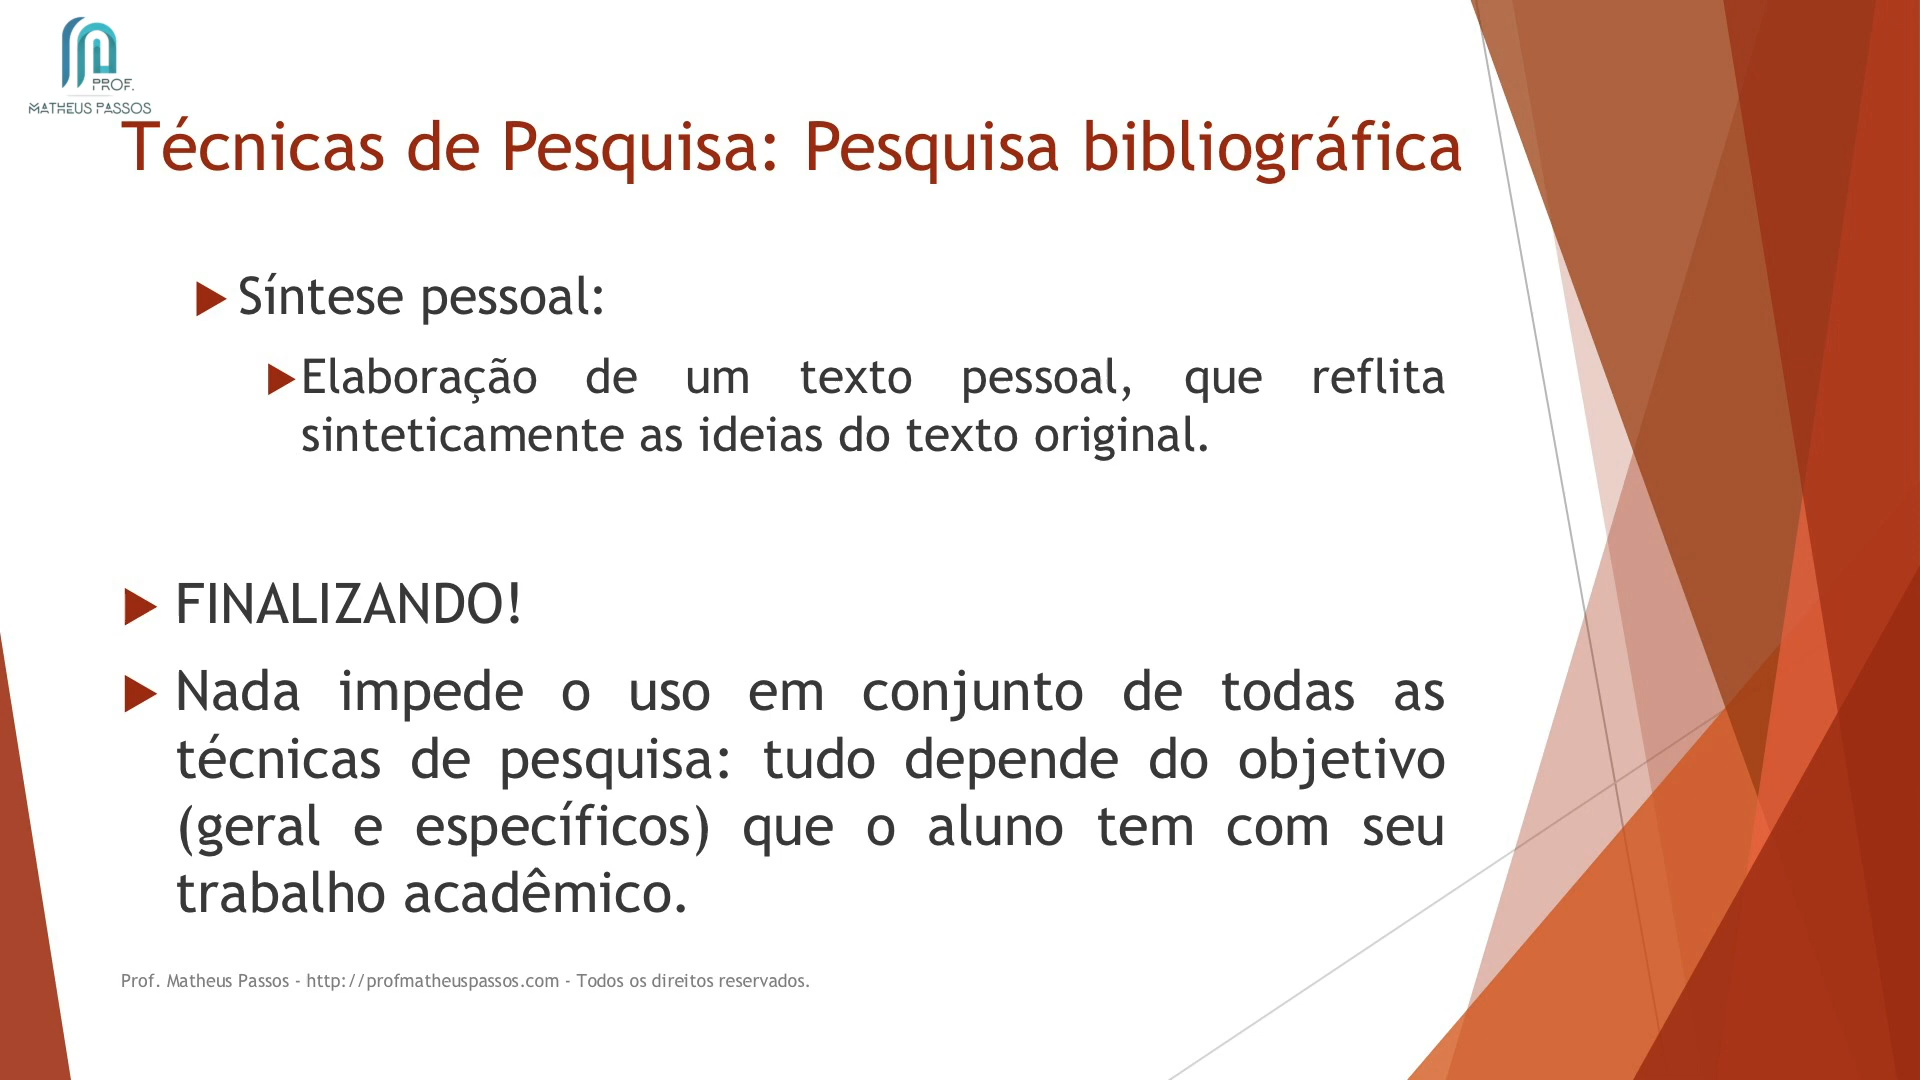 PROF.
MATHEUS PASSOS
Técnicas de Pesquisa: Pesquisa bibliográfica
Síntese pessoal:
Elaboração de um texto pessoal, que reflita
sinteticamente as ideias do texto original.
FINALIZANDO!
Nada impede o uso em conjunto de todas as
técnicas de pesquisa: tudo depende do objetivo
(geral e específicos) que o aluno tem com seu
trabalho acadêmico.
Prof. Matheus Passos - http://profmatheuspassos.com - Todos os direitos reservados.